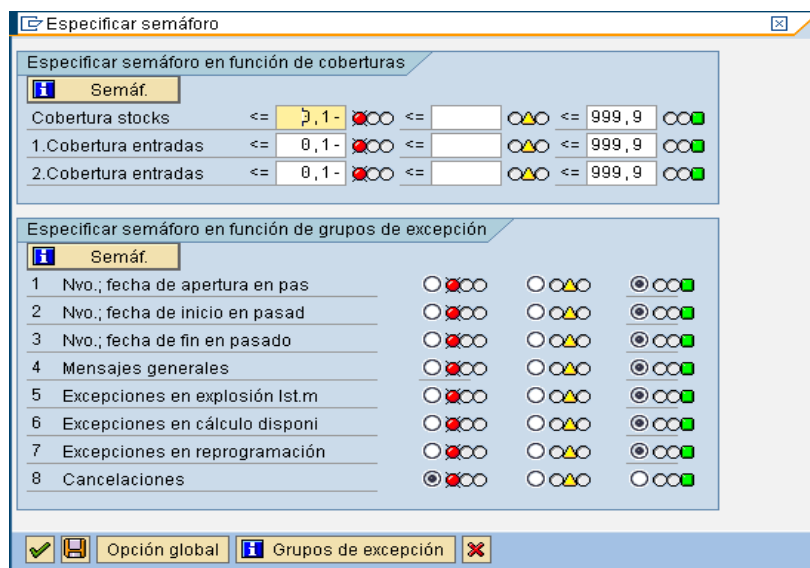 Especificar semáforo
Especificar semáforo en función de coberturas
Semáf.
Cobertura stocks <= 0,1- <= <= 999,9
1.Cobertura entradas <= 0,1- <= <= 999,9
2.Cobertura entradas <= 0,1- <= <= 999,9
Especificar semáforo en función de grupos de excepción
Semáf.
1 Nvo.; fecha de apertura en pas
2 Nvo.; fecha de inicio en pasad
3 Nvo.; fecha de fin en pasado
4 Mensajes generales
5 Excepciones en explosión lst.m
6 Excepciones en cálculo disponi
7 Excepciones en reprogramación
8 Cancelaciones
Opción global Grupos de excepción